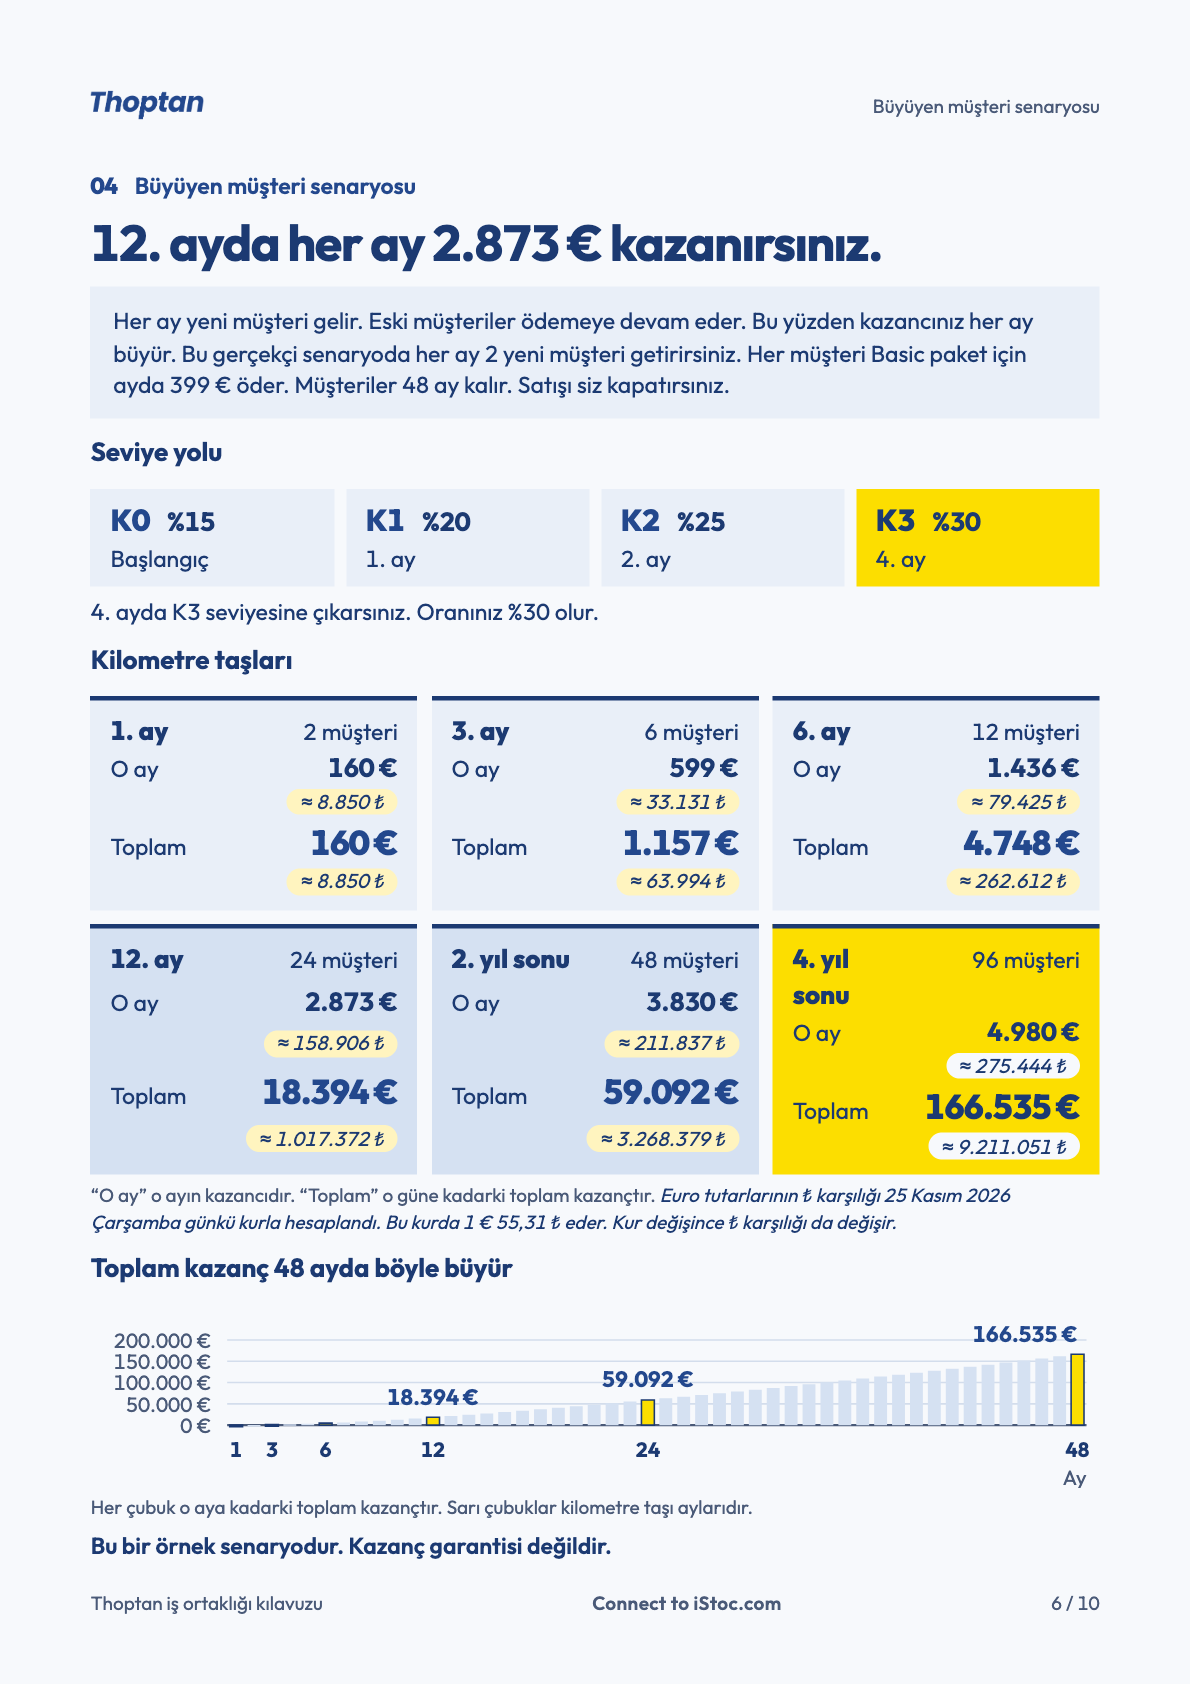 Thoptan
Büyüyen müşteri senaryosu
04 Büyüyen müşteri senaryosu
12. ayda her ay 2.873 € kazanırsınız.
Her ay yeni müşteri gelir. Eski müşteriler ödemeye devam eder. Bu yüzden kazancınız her ay
büyür. Bu gerçekçi senaryoda her ay 2 yeni müşteri getirirsiniz. Her müşteri Basic paket için
ayda 399 € öder. Müşteriler 48 ay kalır. Satışı siz kapatırsınız.
Seviye yolu
K0 %15
Başlangıç
K1 %20
1. ay
K2 %25
2. ay
K3 %30
4. ay
4. ayda K3 seviyesine çıkarsınız. Oranınız %30 olur.
Kilometre taşları
1. ay 2 müşteri
O ay 160 €
≈ 8.850 ₺
Toplam 160 €
≈ 8.850 ₺
3. ay 6 müşteri
O ay 599 €
≈ 33.131 ₺
Toplam 1.157 €
≈ 63.994 ₺
6. ay 12 müşteri
O ay 1.436 €
≈ 79.425 ₺
Toplam 4.748 €
≈ 262.612 ₺
12. ay 24 müşteri
O ay 2.873 €
≈ 158.906 ₺
Toplam 18.394 €
≈ 1.017.372 ₺
2. yıl sonu 48 müşteri
O ay 3.830 €
≈ 211.837 ₺
Toplam 59.092 €
≈ 3.268.379 ₺
4. yıl 96 müşteri
sonu
O ay 4.980 €
≈ 275.444 ₺
Toplam 166.535 €
≈ 9.211.051 ₺
“O ay” o ayın kazancıdır. “Toplam” o güne kadarki toplam kazançtır. Euro tutarlarının ₺ karşılığı 25 Kasım 2026
Çarşamba günkü kurla hesaplandı. Bu kurda 1 € 55,31 ₺ eder. Kur değişince ₺ karşılığı da değişir.
Toplam kazanç 48 ayda böyle büyür
200.000 €
150.000 €
100.000 €
50.000 €
0 €
18.394 €
59.092 €
166.535 €
1 3 6 12 24 48
Ay
Her çubuk o aya kadarki toplam kazançtır. Sarı çubuklar kilometre taşı aylarıdır.
Bu bir örnek senaryodur. Kazanç garantisi değildir.
Thoptan iş ortaklığı kılavuzu
Connect to iStoc.com
6 / 10